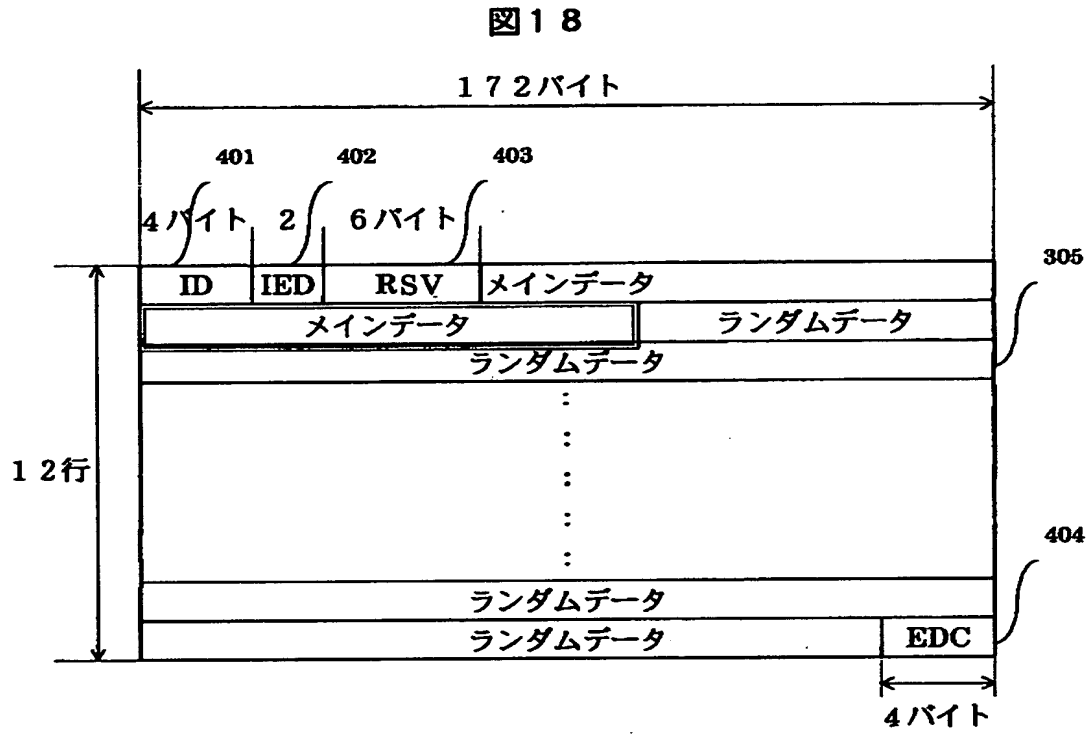 図18
172バイト
401 402 403
4バイト 2 6バイト
305
ID IED RSV メインデータ
メインデータ ランダムデータ
ランダムデータ
:
:
:
:
:
12行
404
ランダムデータ
ランダムデータ EDC
4バイト